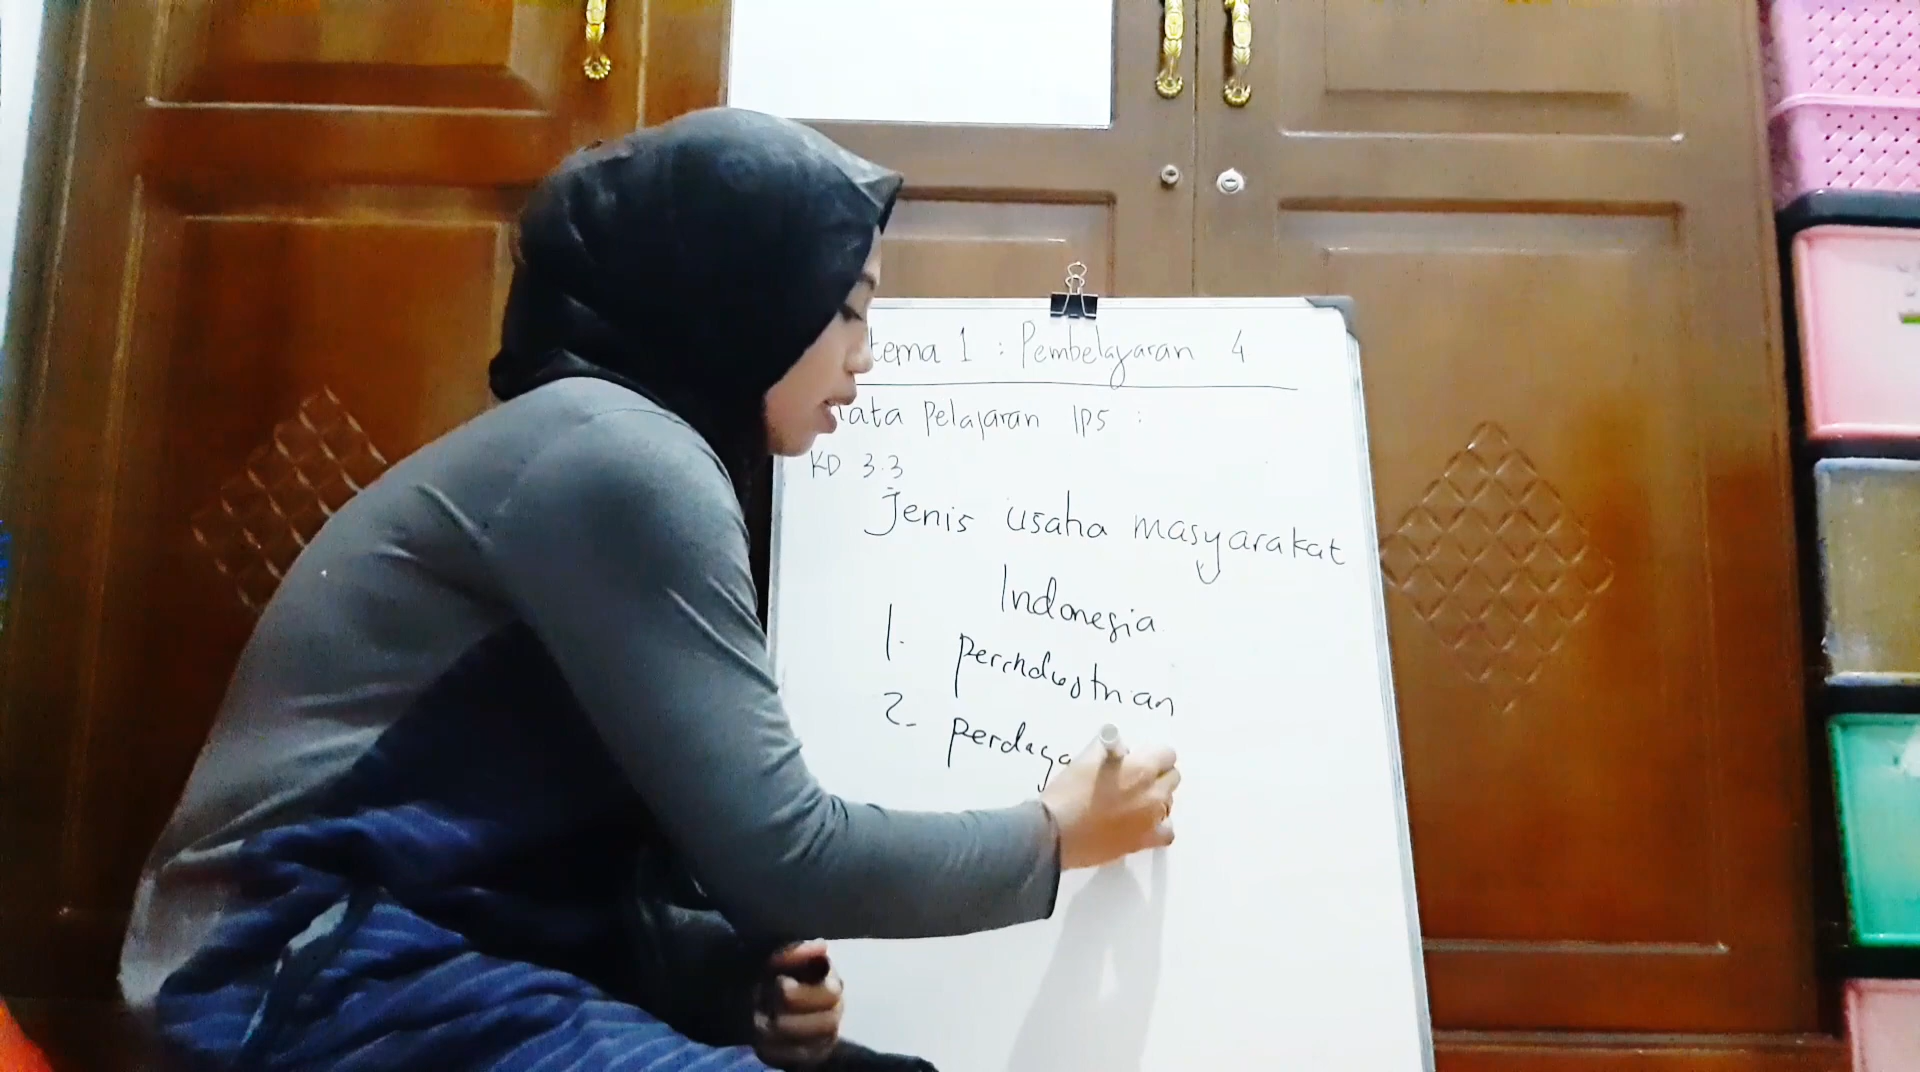 tema 1 : Pembelajaran 4
ata pelajaran IPS :
KD 3.3
Jenis usaha masyarakat
Indonesia
1. perindustrian
2. perdaga